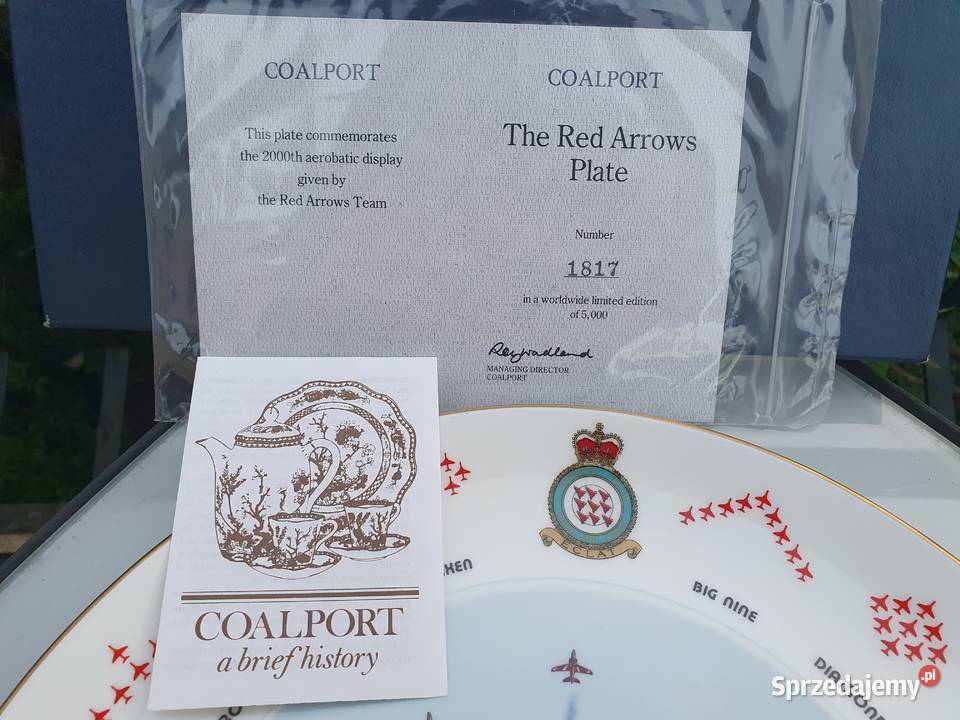 COALPORT
This plate commemorates
the 2000th aerobatic display
given by
the Red Arrows Team
COALPORT
The Red Arrows
Plate
Number
1817
in a worldwide limited edition
of 5,000
MANAGING DIRECTOR
COALPORT
COALPORT
a brief history
ECLAT
BIG NINE
Sprzedajemy.pl